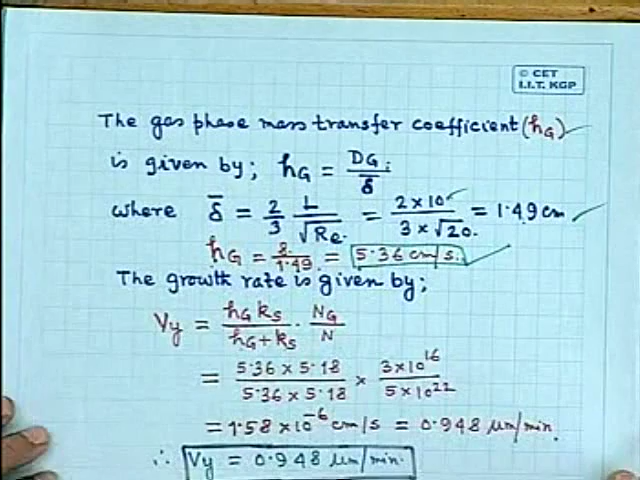 © CET
I.I.T. KGP
The gas phase mass transfer coefficient (hG)
is given by; hG = DG / δ̄
where δ̄ = 2/3 L/√Re = 2×10 / 3×√20 = 1.49 cm
hG = 8/1.49 = 5.36 cm/s.
The growth rate is given by;
Vy = hG ks / hG + ks · NG / N
= 5.36 × 5.18 / 5.36 × 5.18 × 3×10^16 / 5×10^22
= 1.58 × 10^-6 cm/s = 0.948 μm/min.
∴ Vy = 0.948 μm/min.